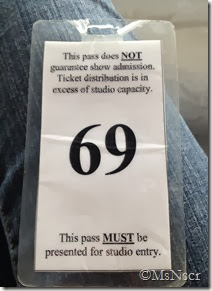 This pass does NOT
guarantee show admission.
Ticket distribution is in
excess of studio capacity.
69
This pass MUST be
presented for studio entry.
©MsNscr